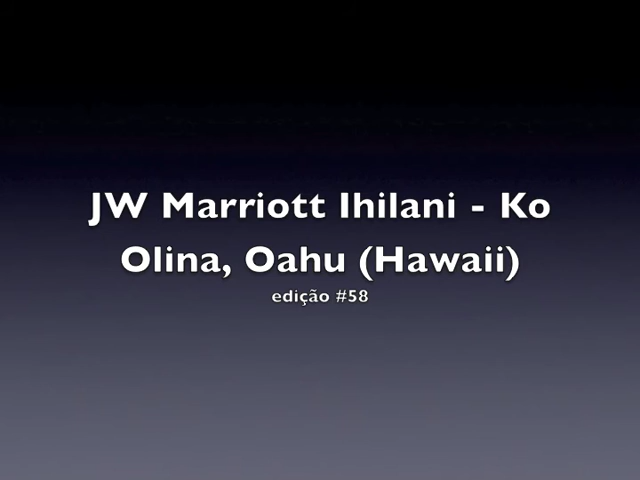 JW Marriott Ihilani - Ko
Olina, Oahu (Hawaii)
edição #58